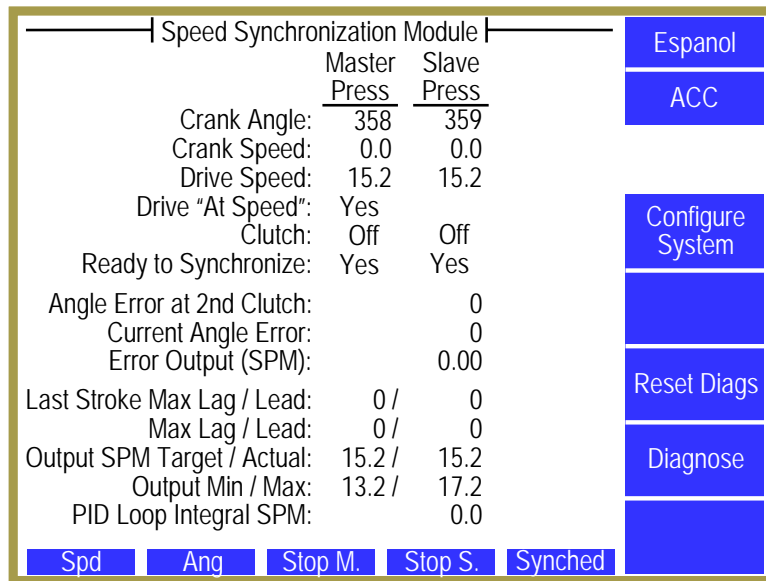 Speed Synchronization Module
Master Slave
Press Press
Crank Angle: 358 359
Crank Speed: 0.0 0.0
Drive Speed: 15.2 15.2
Drive "At Speed": Yes
Clutch: Off Off
Ready to Synchronize: Yes Yes
Angle Error at 2nd Clutch: 0
Current Angle Error: 0
Error Output (SPM): 0.00
Last Stroke Max Lag / Lead: 0 / 0
Max Lag / Lead: 0 / 0
Output SPM Target / Actual: 15.2 / 15.2
Output Min / Max: 13.2 / 17.2
PID Loop Integral SPM: 0.0
Spd Ang Stop M. Stop S. Synched
Espanol
ACC
Configure
System
Reset Diags
Diagnose